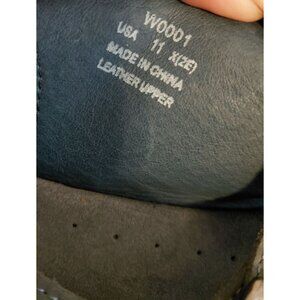 W0001
USA 11 X(2E)
MADE IN CHINA
LEATHER UPPER